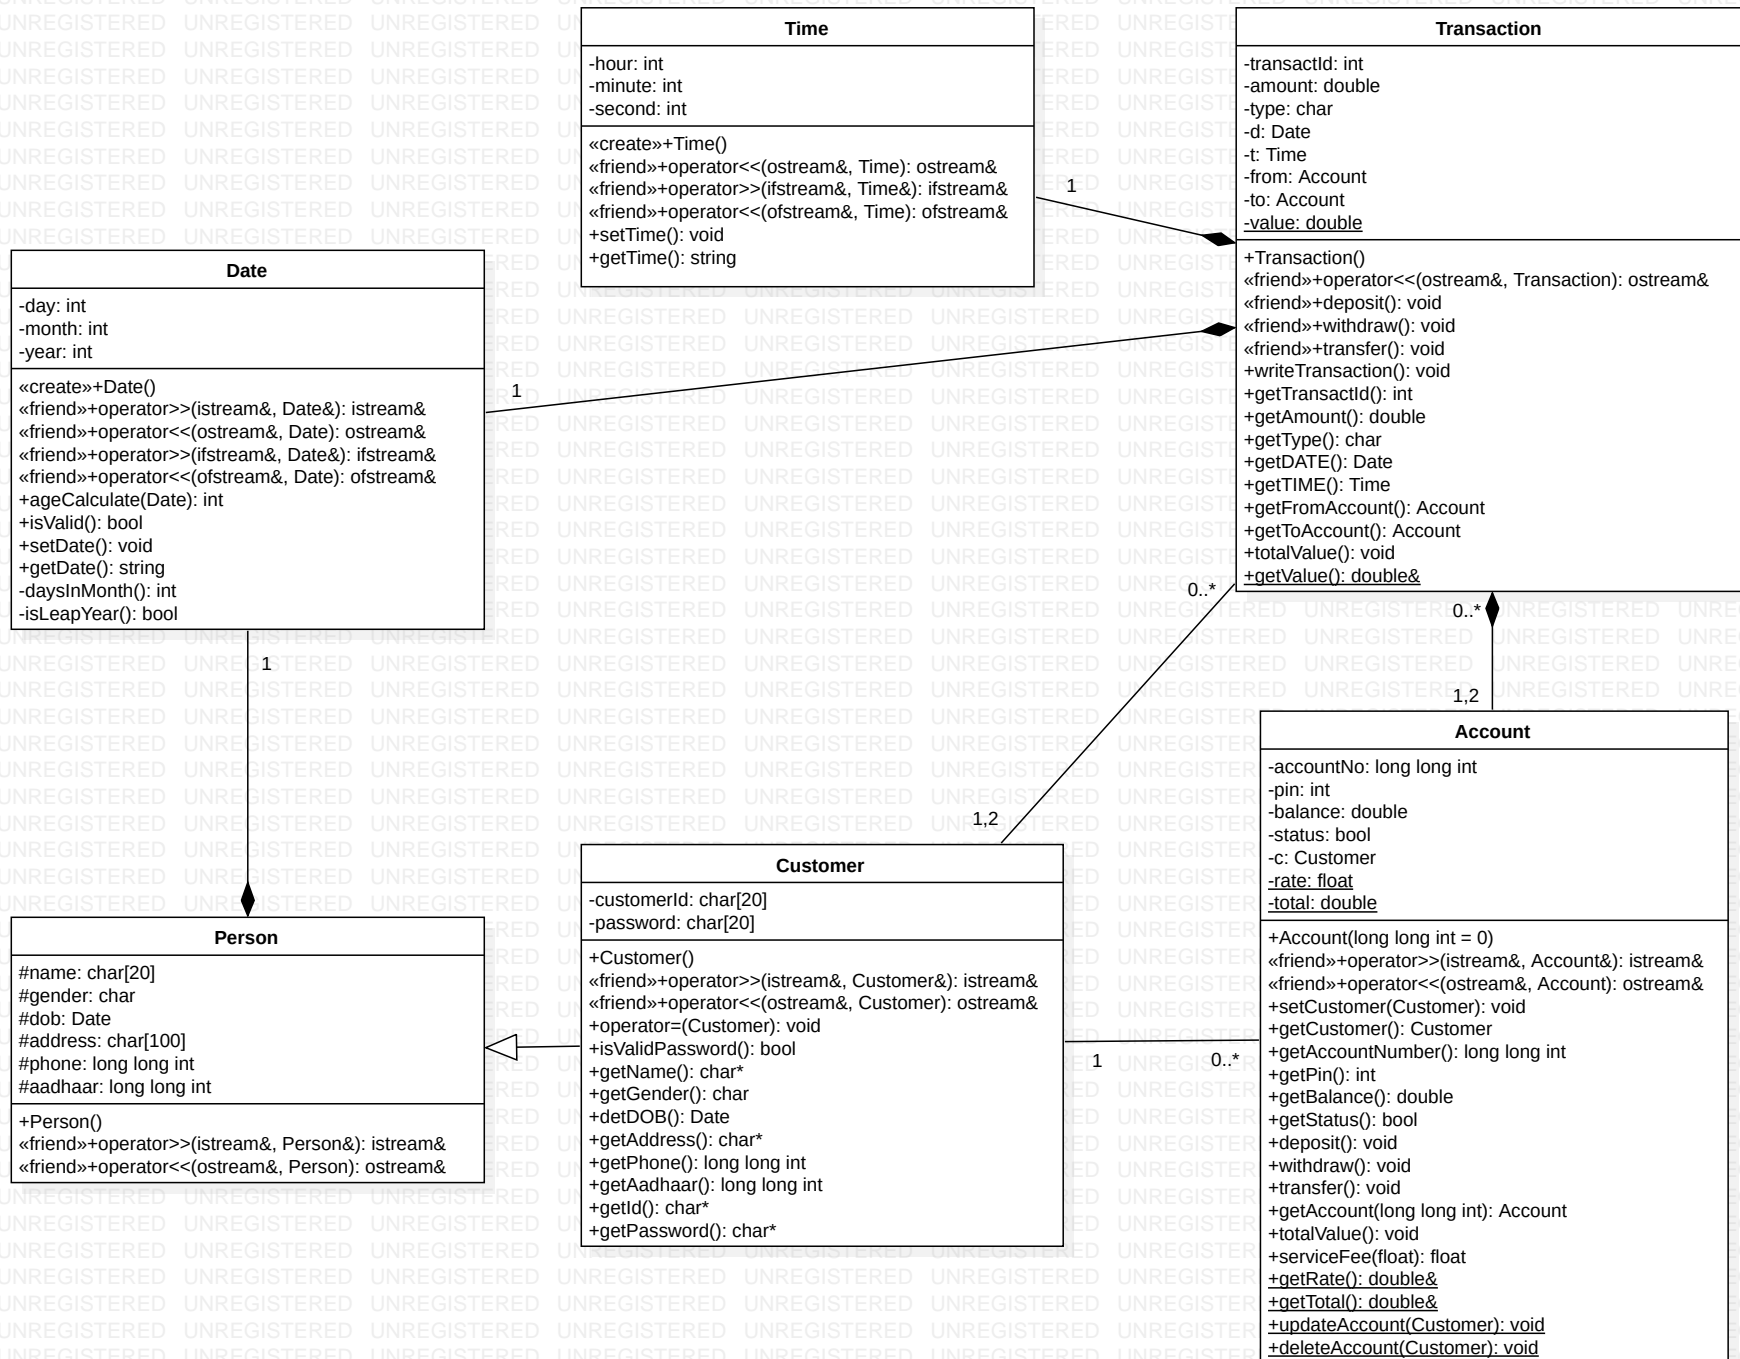 Time
-hour: int
-minute: int
-second: int
«create»+Time()
«friend»+operator<<(ostream&, Time): ostream&
«friend»+operator>>(ifstream&, Time&): ifstream&
«friend»+operator<<(ofstream&, Time): ofstream&
+setTime(): void
+getTime(): string
Transaction
-transactId: int
-amount: double
-type: char
-d: Date
-t: Time
-from: Account
-to: Account
-value: double
+Transaction()
«friend»+operator<<(ostream&, Transaction): ostream&
«friend»+deposit(): void
«friend»+withdraw(): void
«friend»+transfer(): void
+writeTransaction(): void
+getTransactId(): int
+getAmount(): double
+getType(): char
+getDATE(): Date
+getTIME(): Time
+getFromAccount(): Account
+getToAccount(): Account
+totalValue(): void
+getValue(): double&
1
Date
-day: int
-month: int
-year: int
«create»+Date()
«friend»+operator>>(istream&, Date&): istream&
«friend»+operator<<(ostream&, Date): ostream&
«friend»+operator>>(ifstream&, Date&): ifstream&
«friend»+operator<<(ofstream&, Date): ofstream&
+ageCalculate(Date): int
+isValid(): bool
+setDate(): void
+getDate(): string
-daysInMonth(): int
-isLeapYear(): bool
1
1
0..*
1,2
0..*
1,2
Person
#name: char[20]
#gender: char
#dob: Date
#address: char[100]
#phone: long long int
#aadhaar: long long int
+Person()
«friend»+operator>>(istream&, Person&): istream&
«friend»+operator<<(ostream&, Person): ostream&
Customer
-customerId: char[20]
-password: char[20]
+Customer()
«friend»+operator>>(istream&, Customer&): istream&
«friend»+operator<<(ostream&, Customer): ostream&
+operator=(Customer): void
+isValidPassword(): bool
+getName(): char*
+getGender(): char
+detDOB(): Date
+getAddress(): char*
+getPhone(): long long int
+getAadhaar(): long long int
+getId(): char*
+getPassword(): char*
1
0..*
Account
-accountNo: long long int
-pin: int
-balance: double
-status: bool
-c: Customer
-rate: float
-total: double
+Account(long long int = 0)
«friend»+operator>>(istream&, Account&): istream&
«friend»+operator<<(ostream&, Account): ostream&
+setCustomer(Customer): void
+getCustomer(): Customer
+getAccountNumber(): long long int
+getPin(): int
+getBalance(): double
+getStatus(): bool
+deposit(): void
+withdraw(): void
+transfer(): void
+getAccount(long long int): Account
+totalValue(): void
+serviceFee(float): float
+getRate(): double&
+getTotal(): double&
+updateAccount(Customer): void
+deleteAccount(Customer): void